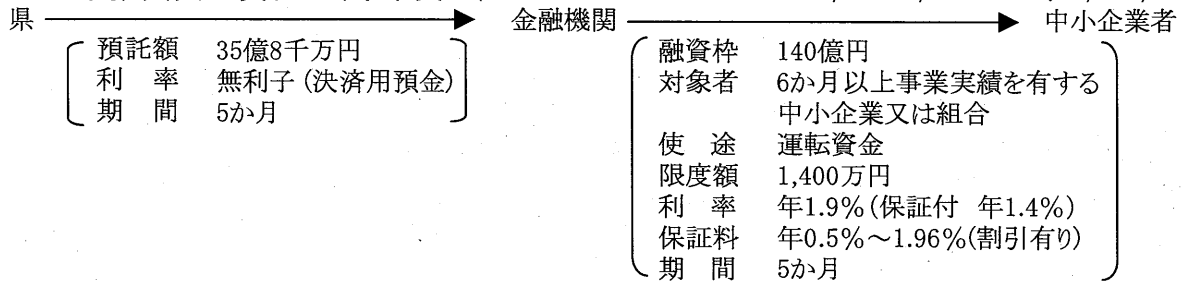 県 金融機関 中小企業者
預託額 35億8千万円
利 率 無利子(決済用預金)
期 間 5か月
融資枠 140億円
対象者 6か月以上事業実績を有する
中小企業又は組合
使 途 運転資金
限度額 1,400万円
利 率 年1.9%(保証付 年1.4%)
保証料 年0.5%~1.96%(割引有り)
期 間 5か月